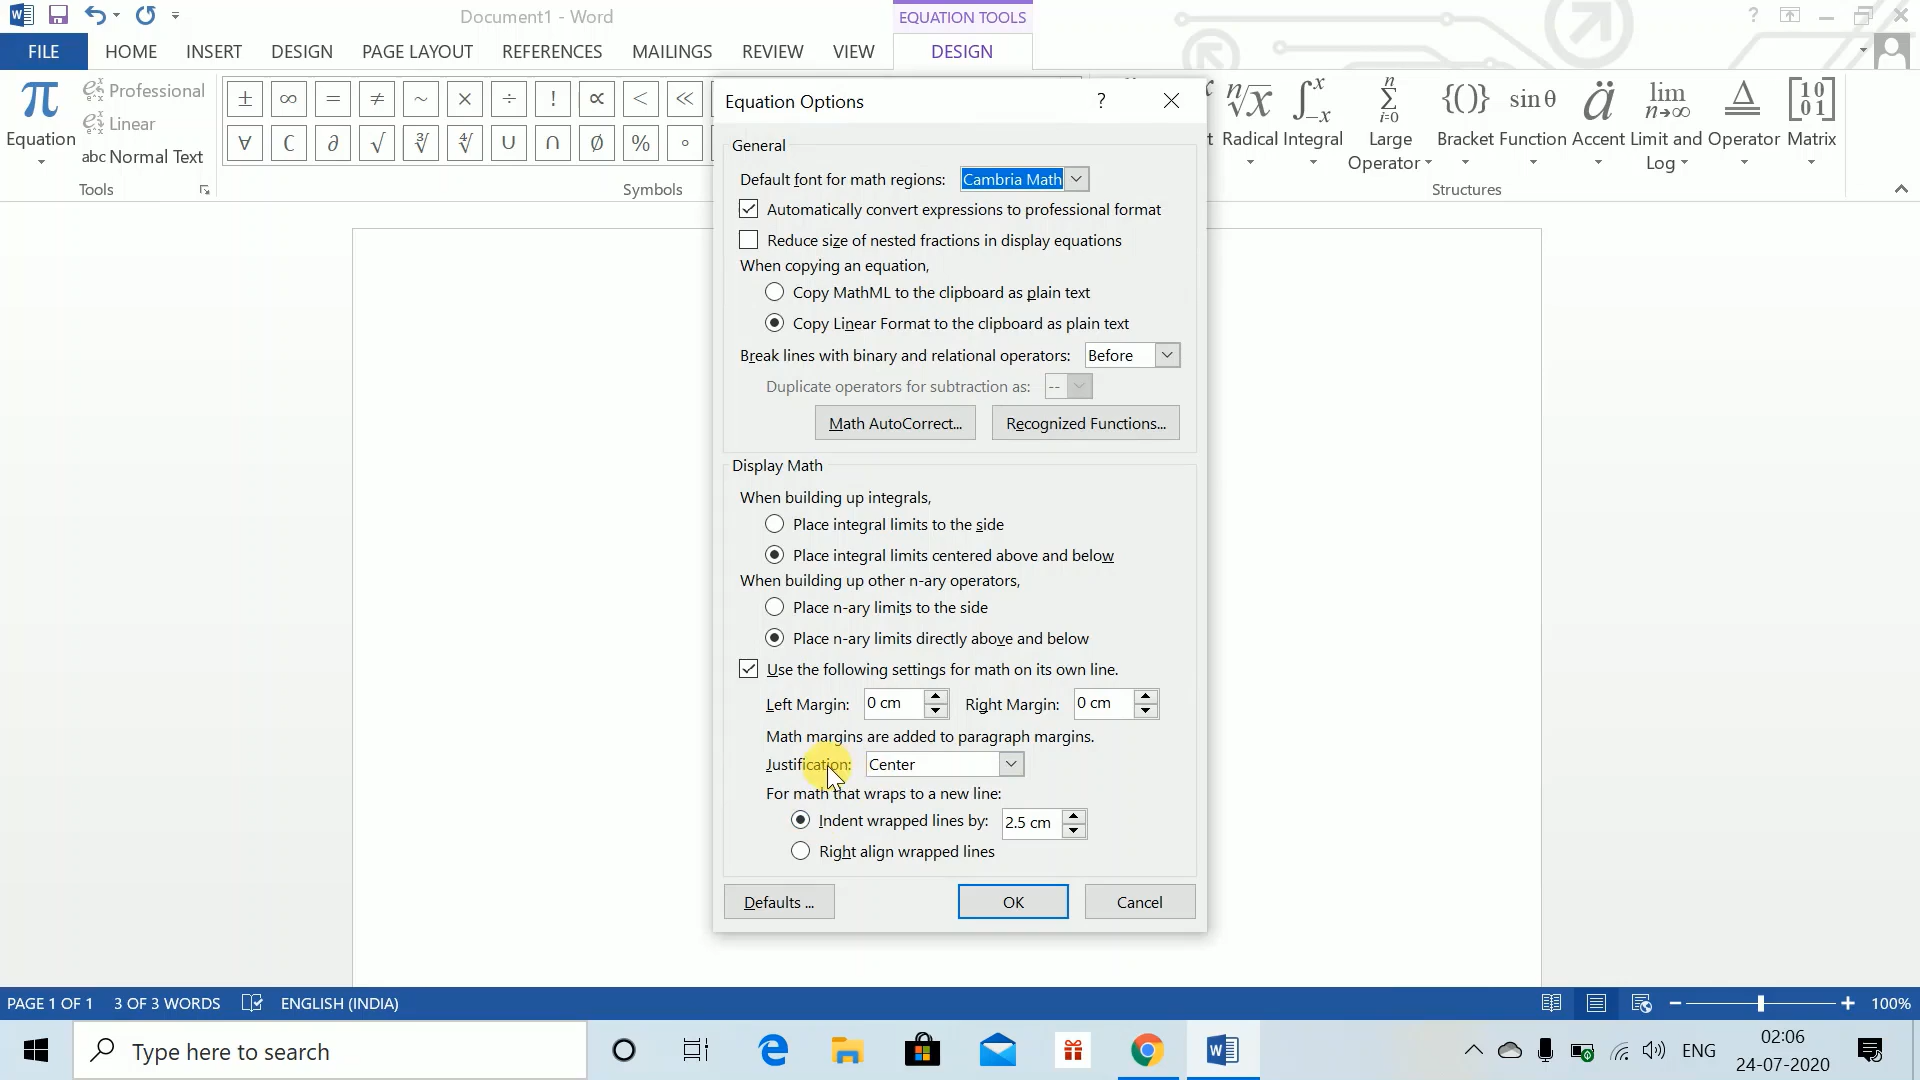 Document1 - Word
EQUATION TOOLS
FILE HOME INSERT DESIGN PAGE LAYOUT REFERENCES MAILINGS REVIEW VIEW DESIGN
Equation
Professional
Linear
abc Normal Text
Tools
± ∞ = ≠ ~ × ÷ ! ∝ < ≪
∀ ∁ ∂ √ ∛ ∜ ∪ ∩ ∅ % °
Symbols
Radical Integral Large Operator Bracket Function Accent Limit and Log Operator Matrix
Structures
Equation Options
General
Default font for math regions: Cambria Math
Automatically convert expressions to professional format
Reduce size of nested fractions in display equations
When copying an equation,
Copy MathML to the clipboard as plain text
Copy Linear Format to the clipboard as plain text
Break lines with binary and relational operators: Before
Duplicate operators for subtraction as: --
Math AutoCorrect... Recognized Functions...
Display Math
When building up integrals,
Place integral limits to the side
Place integral limits centered above and below
When building up other n-ary operators,
Place n-ary limits to the side
Place n-ary limits directly above and below
Use the following settings for math on its own line.
Left Margin: 0 cm Right Margin: 0 cm
Math margins are added to paragraph margins.
Justification: Center
For math that wraps to a new line:
Indent wrapped lines by: 2.5 cm
Right align wrapped lines
Defaults ... OK Cancel
PAGE 1 OF 1 3 OF 3 WORDS ENGLISH (INDIA) 100%
Type here to search
ENG
02:06
24-07-2020